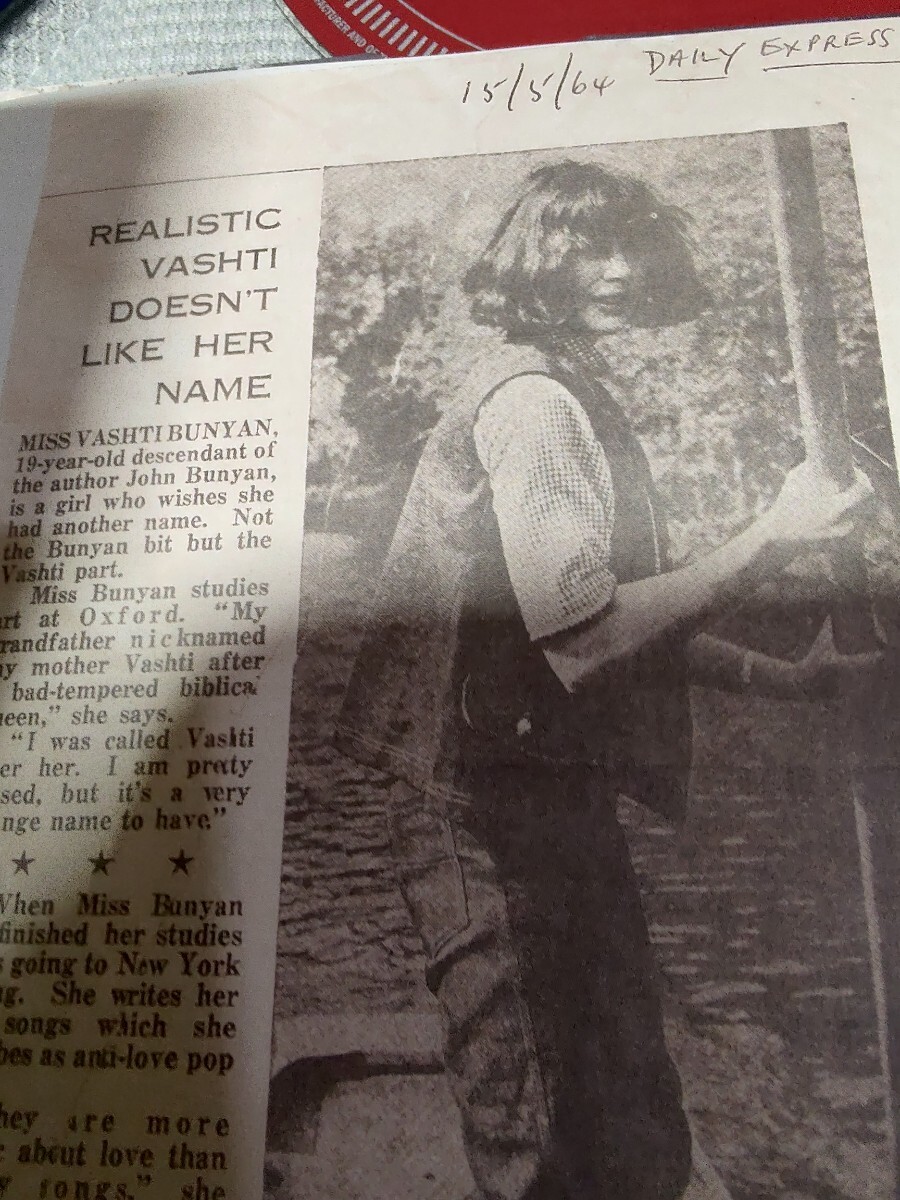 FACTURER AND O
15/5/64 DAILY EXPRESS
REALISTIC
VASHTI
DOESN'T
LIKE HER
NAME
MISS VASHTI BUNYAN,
19-year-old descendant of
the author John Bunyan,
is a girl who wishes she
had another name. Not
the Bunyan bit but the
Vashti part.
Miss Bunyan studies
rt at Oxford. "My
randfather nicknamed
y mother Vashti after
bad-tempered biblica
een," she says.
"I was called Vashti
er her. I am pretty
sed, but it's a very
nge name to have."
★ ★ ★
When Miss Bunyan
finished her studies
s going to New York
g. She writes her
songs which she
bes as anti-love pop
hey are more
about love than
songs," she